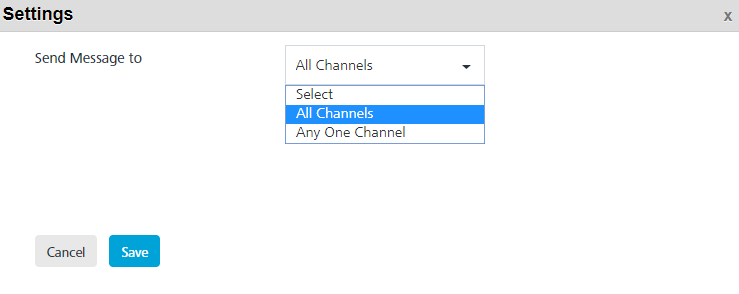 Settings
x
Send Message to
All Channels
Select
All Channels
Any One Channel
Cancel
Save